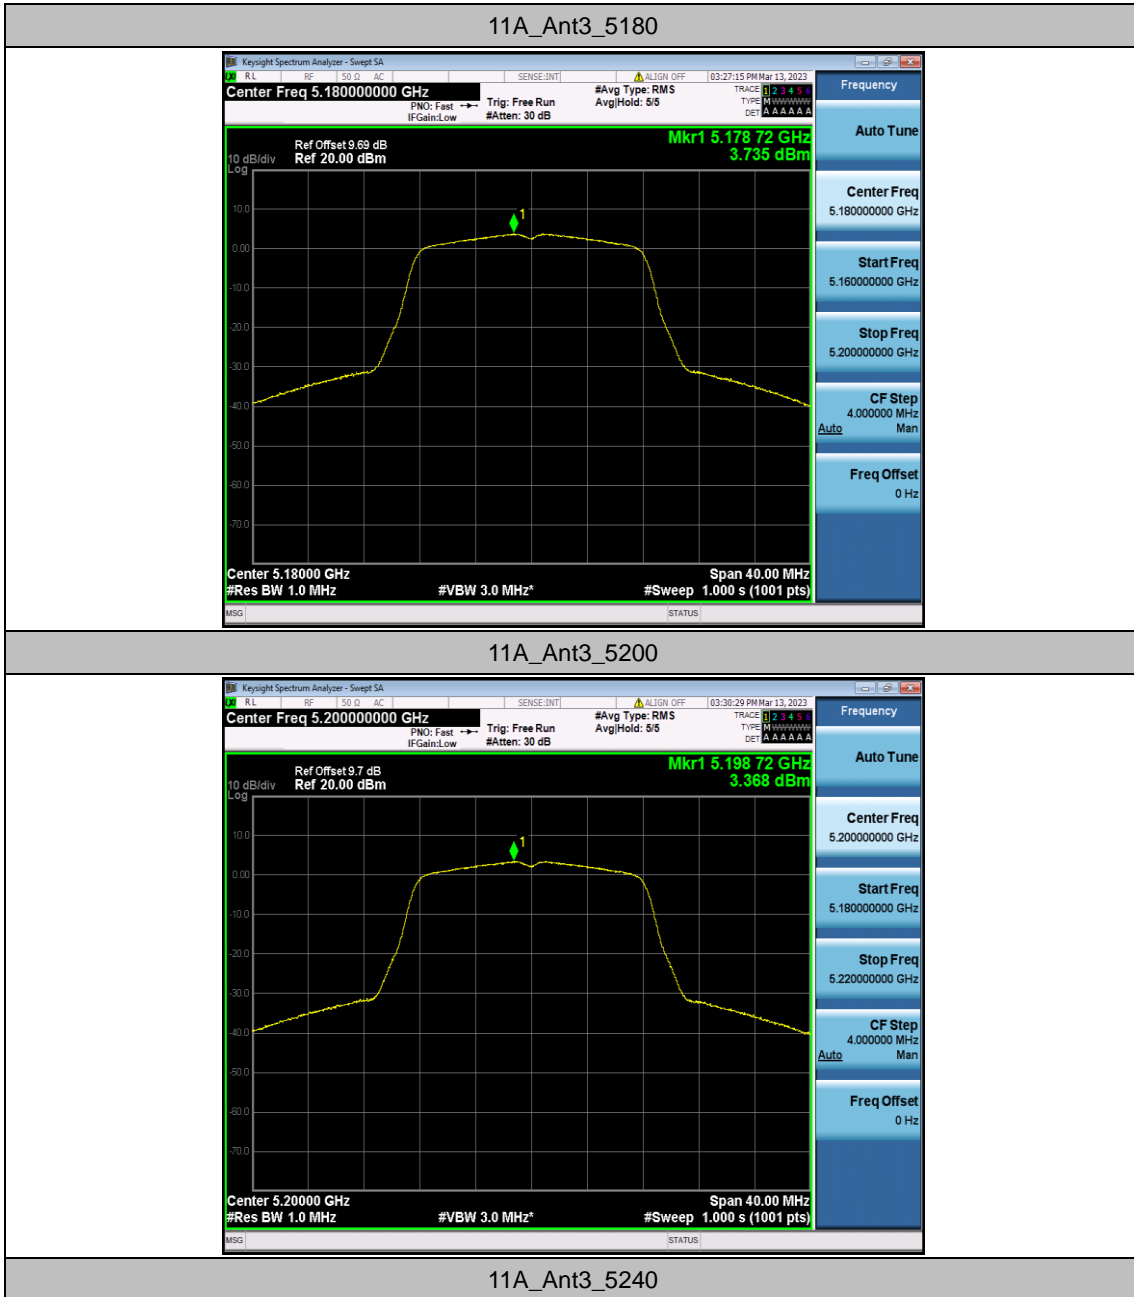 11A_Ant3_5180
Keysight Spectrum Analyzer - Swept SA
RL RF 50 Ω AC SENSE:INT ALIGN OFF 03:27:15 PM Mar 13, 2023
Center Freq 5.180000000 GHz
PNO: Fast
IFGain:Low
Trig: Free Run
#Atten: 30 dB
#Avg Type: RMS
Avg|Hold: 5/5
TRACE 1 2 3 4 5 6
TYPE M WWWWW
DET A A A A A A
Frequency
Mkr1 5.178 72 GHz
3.735 dBm
Ref Offset 9.69 dB
10 dB/div Ref 20.00 dBm
Log
1
10.0
0.00
-10.0
-20.0
-30.0
-40.0
-50.0
-60.0
-70.0
Center 5.18000 GHz Span 40.00 MHz
#Res BW 1.0 MHz #VBW 3.0 MHz* #Sweep 1.000 s (1001 pts)
Auto Tune
Center Freq
5.180000000 GHz
Start Freq
5.160000000 GHz
Stop Freq
5.200000000 GHz
CF Step
4.000000 MHz
Auto Man
Freq Offset
0 Hz
MSG STATUS
11A_Ant3_5200
Keysight Spectrum Analyzer - Swept SA
RL RF 50 Ω AC SENSE:INT ALIGN OFF 03:30:29 PM Mar 13, 2023
Center Freq 5.200000000 GHz
PNO: Fast
IFGain:Low
Trig: Free Run
#Atten: 30 dB
#Avg Type: RMS
Avg|Hold: 5/5
TRACE 1 2 3 4 5 6
TYPE M WWWWW
DET A A A A A A
Frequency
Mkr1 5.198 72 GHz
3.368 dBm
Ref Offset 9.7 dB
10 dB/div Ref 20.00 dBm
Log
1
10.0
0.00
-10.0
-20.0
-30.0
-40.0
-50.0
-60.0
-70.0
Center 5.20000 GHz Span 40.00 MHz
#Res BW 1.0 MHz #VBW 3.0 MHz* #Sweep 1.000 s (1001 pts)
Auto Tune
Center Freq
5.200000000 GHz
Start Freq
5.180000000 GHz
Stop Freq
5.220000000 GHz
CF Step
4.000000 MHz
Auto Man
Freq Offset
0 Hz
MSG STATUS
11A_Ant3_5240